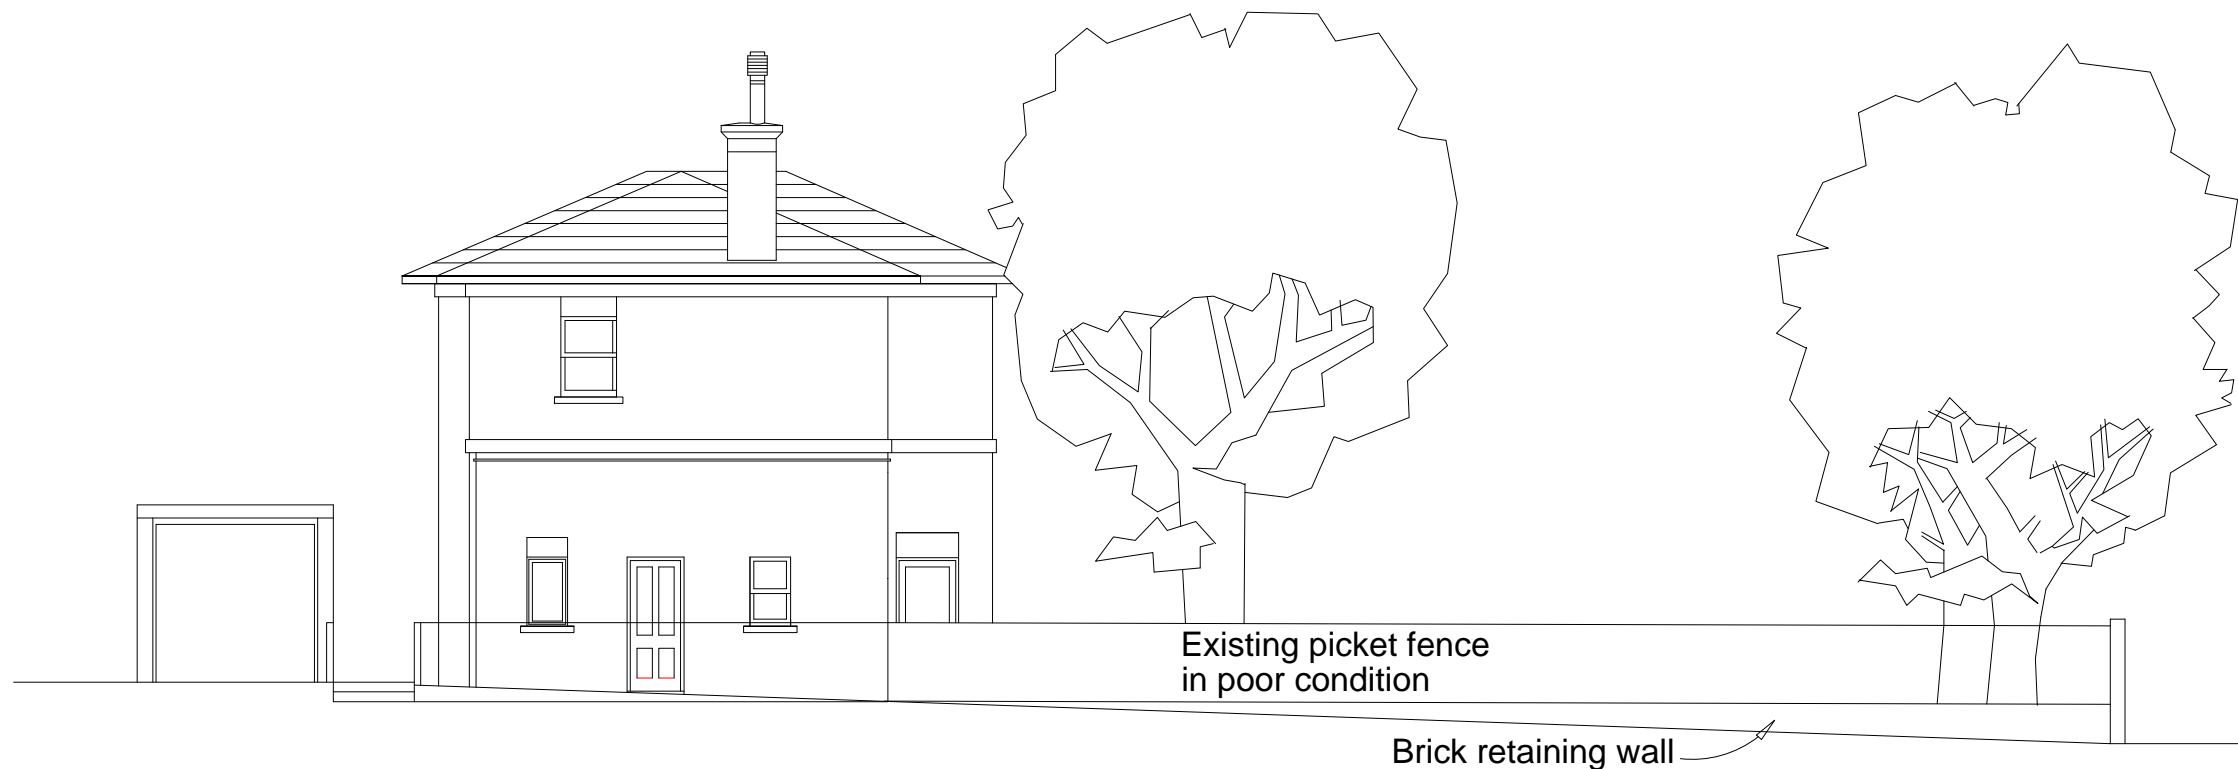 Existing picket fence
in poor condition
Brick retaining wall